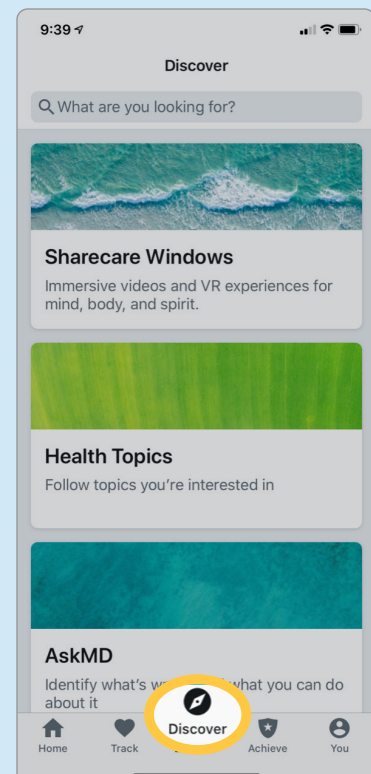 9:39
Discover
What are you looking for?
Sharecare Windows
Immersive videos and VR experiences for
mind, body, and spirit.
Health Topics
Follow topics you're interested in
AskMD
Identify what's what you can do
about it
Discover
Home Track Achieve You